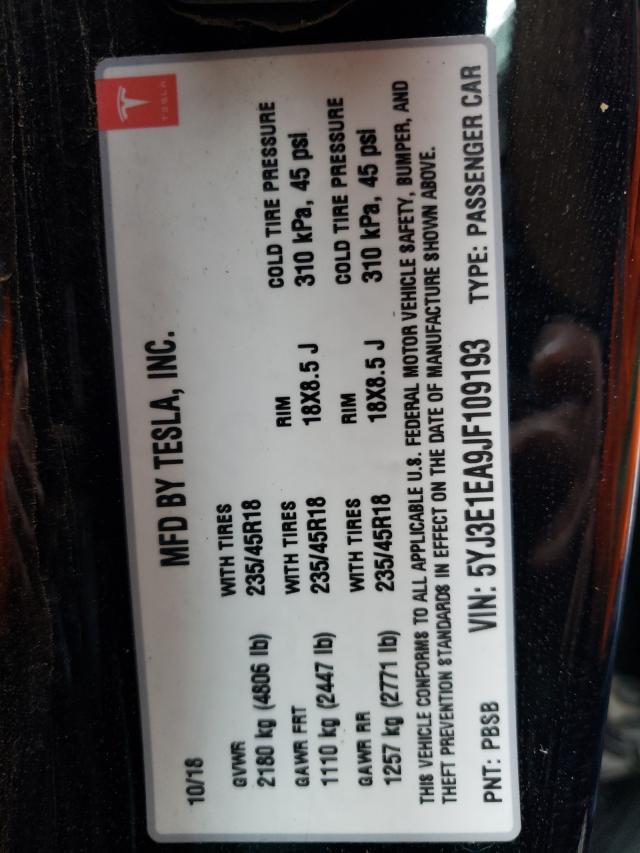 TESLA
MFD BY TESLA, INC.
10/18
GVWR WITH TIRES
2180 kg (4806 lb) 235/45R18
GAWR FRT WITH TIRES RIM COLD TIRE PRESSURE
1110 kg (2447 lb) 235/45R18 18X8.5 J 310 kPa, 45 psi
GAWR RR WITH TIRES RIM COLD TIRE PRESSURE
1257 kg (2771 lb) 235/45R18 18X8.5 J 310 kPa, 45 psi
THIS VEHICLE CONFORMS TO ALL APPLICABLE U.S. FEDERAL MOTOR VEHICLE SAFETY, BUMPER, AND
THEFT PREVENTION STANDARDS IN EFFECT ON THE DATE OF MANUFACTURE SHOWN ABOVE.
PNT: PBSB VIN: 5YJ3E1EA9JF109193 TYPE: PASSENGER CAR